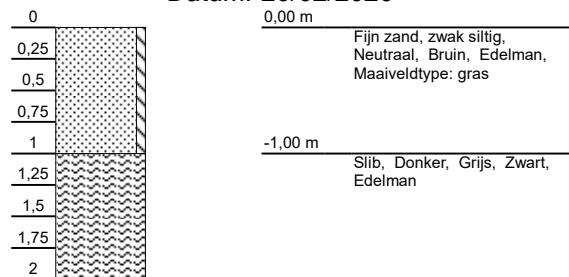 0
0,00 m
Fijn zand, zwak siltig,
Neutraal, Bruin, Edelman,
Maaiveldtype: gras
0,25
0,5
0,75
1
-1,00 m
Slib, Donker, Grijs, Zwart,
Edelman
1,25
1,5
1,75
2